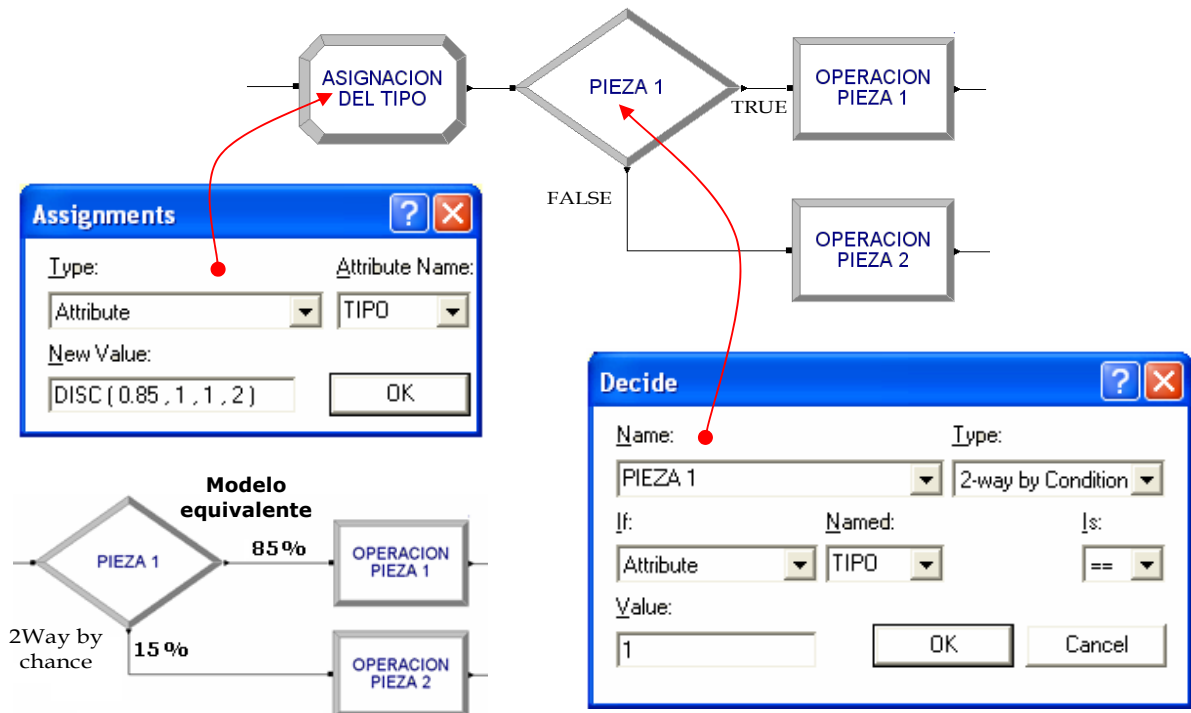 ASIGNACION
DEL TIPO
PIEZA 1
TRUE
OPERACION
PIEZA 1
FALSE
OPERACION
PIEZA 2
Assignments
Type:
Attribute Name:
Attribute
TIPO
New Value:
DISC ( 0.85 , 1 , 1 , 2 )
OK
Decide
Name:
Type:
PIEZA 1
2-way by Condition
If:
Named:
Is:
Attribute
TIPO
==
Value:
1
OK
Cancel
Modelo
equivalente
PIEZA 1
85%
OPERACION
PIEZA 1
2Way by
chance
15%
OPERACION
PIEZA 2